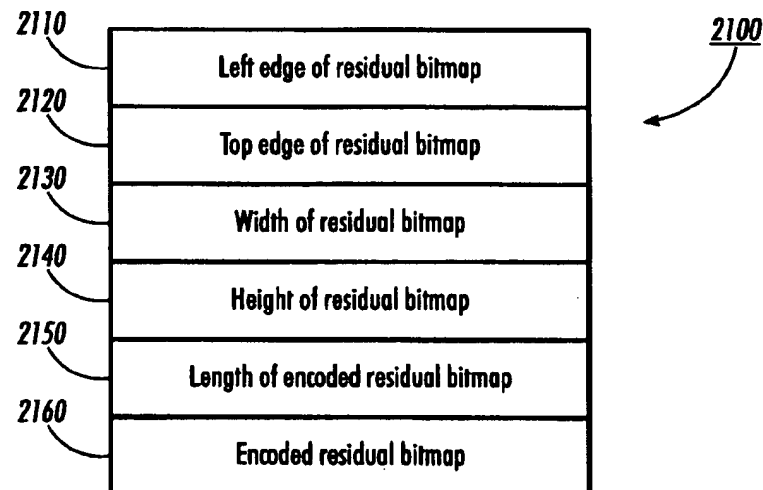 2110
2100
Left edge of residual bitmap
2120
Top edge of residual bitmap
2130
Width of residual bitmap
2140
Height of residual bitmap
2150
Length of encoded residual bitmap
2160
Encoded residual bitmap